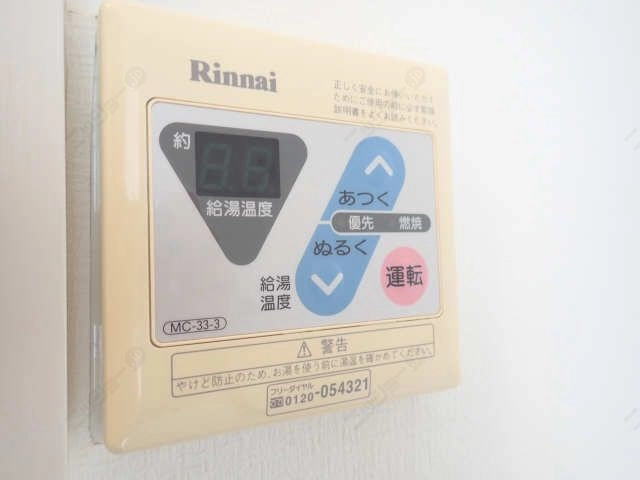 Rinnai
正しく安全にお使いいただく
ためにご使用の前に必ず取扱
説明書をよくお読みください。
約
給湯温度
あつく
優先 燃焼
ぬるく
給湯
温度
運転
MC-33-3
⚠ 警告
やけど防止のため、お湯を使う前に湯温を確かめてください。
フリーダイヤル
0120-054321